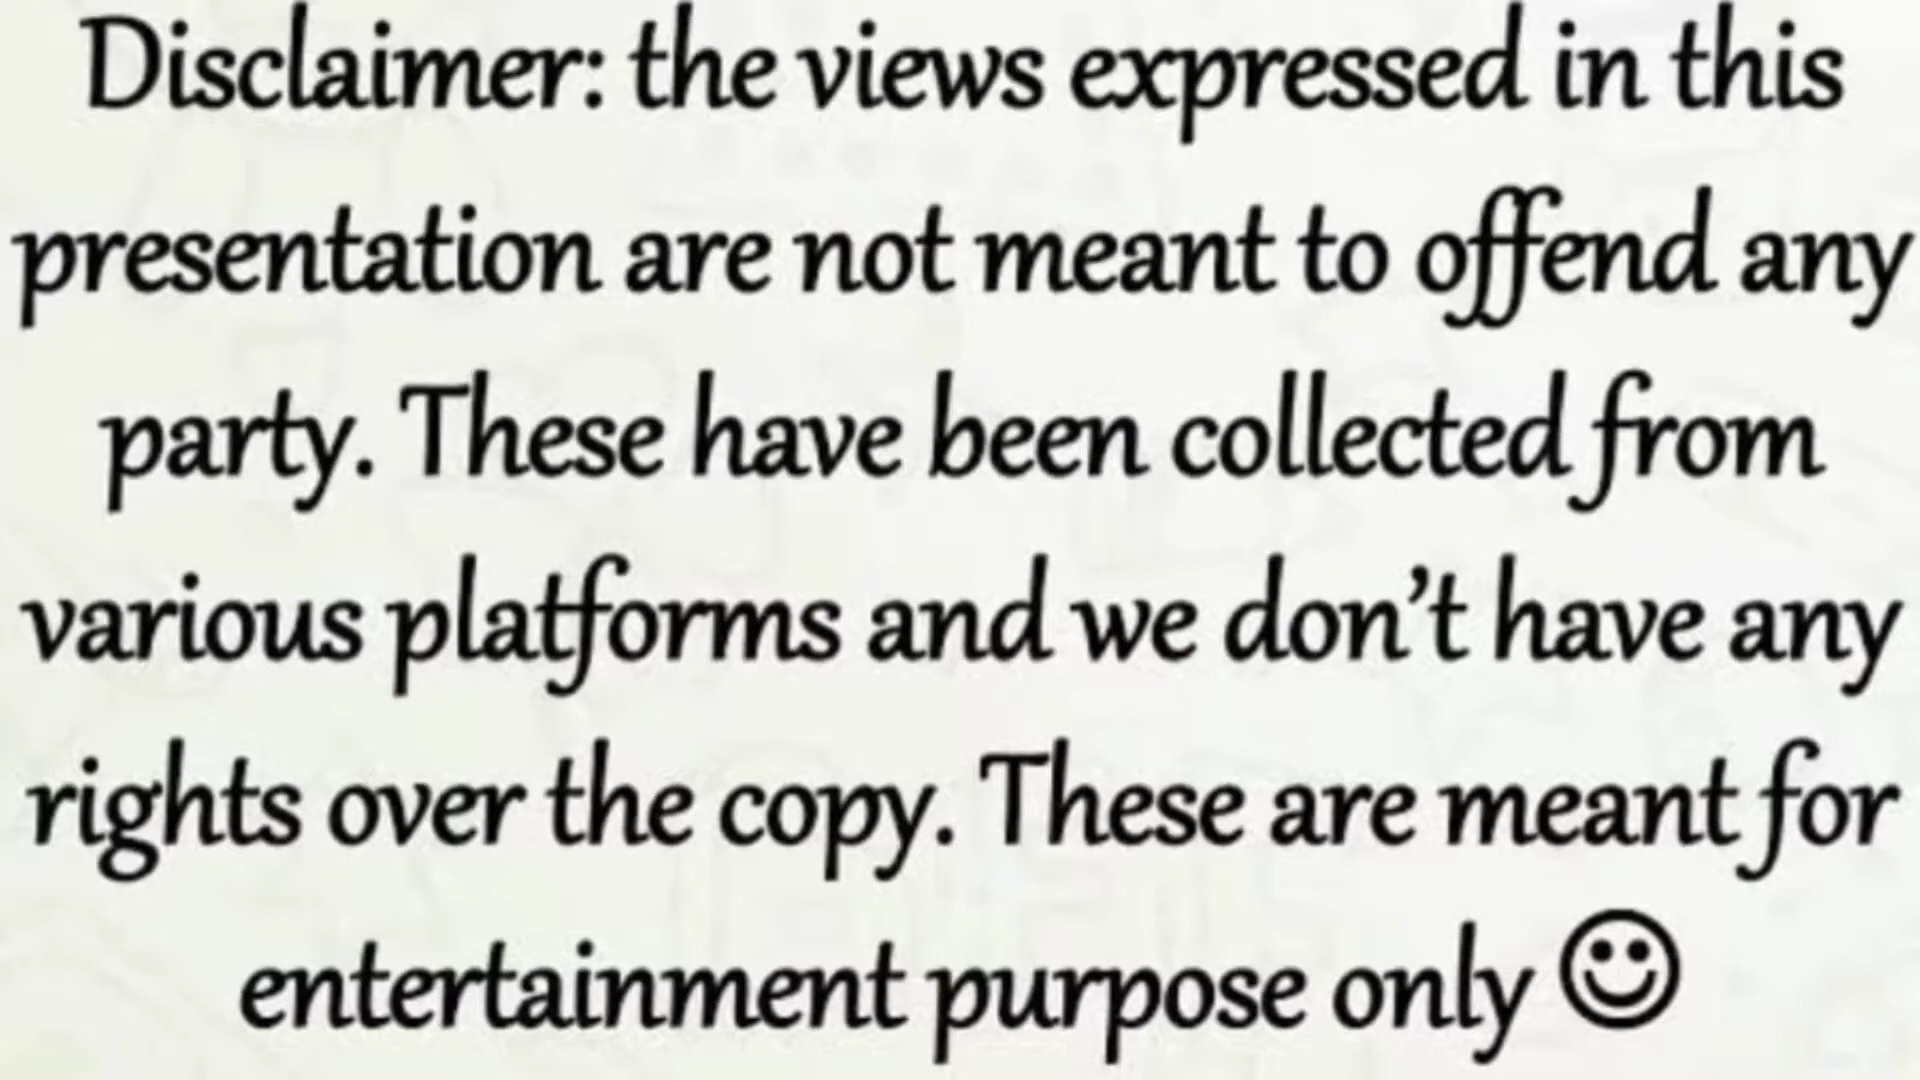 Disclaimer: the views expressed in this
presentation are not meant to offend any
party. These have been collected from
various platforms and we don’t have any
rights over the copy. These are meant for
entertainment purpose only ☺